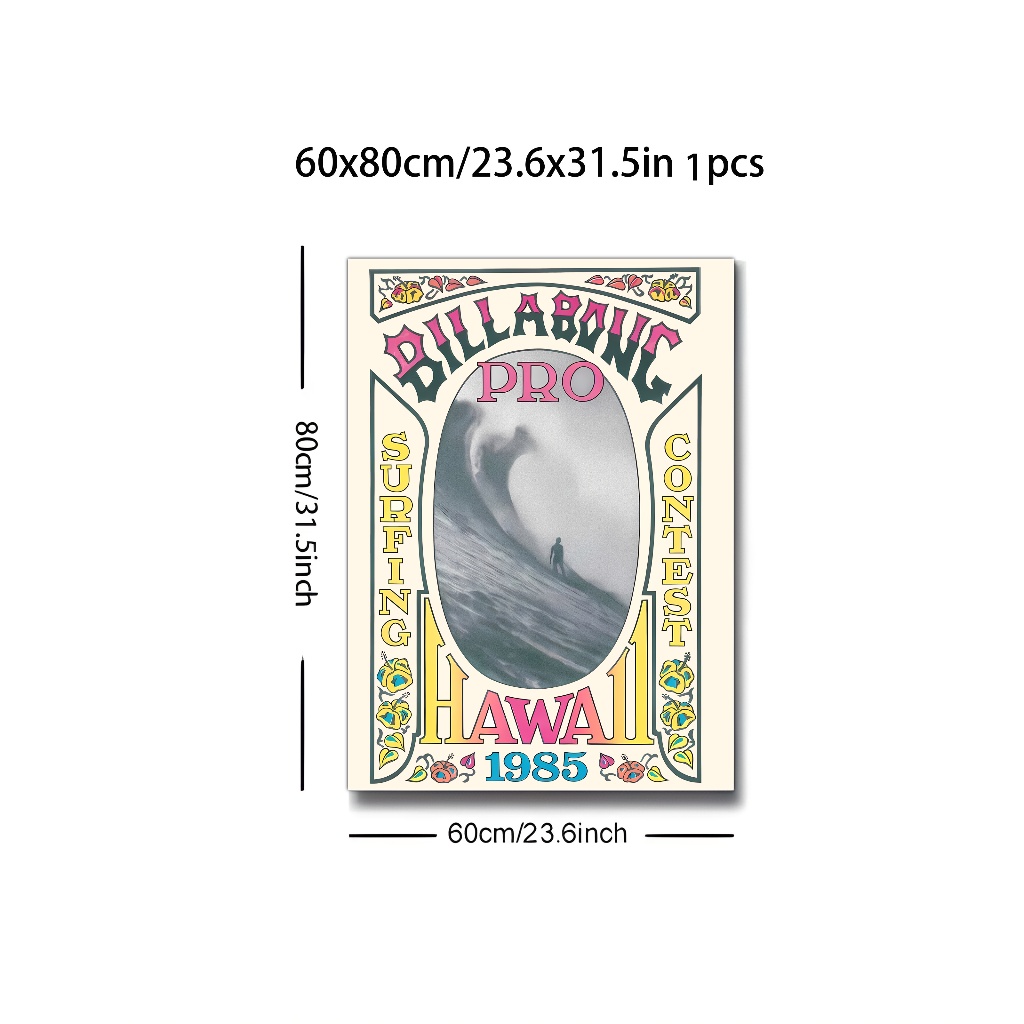 60x80cm/23.6x31.5in 1pcs
80cm/31.5inch
BILLABONG
PRO
SURFING
CONTEST
HAWAII
1985
60cm/23.6inch